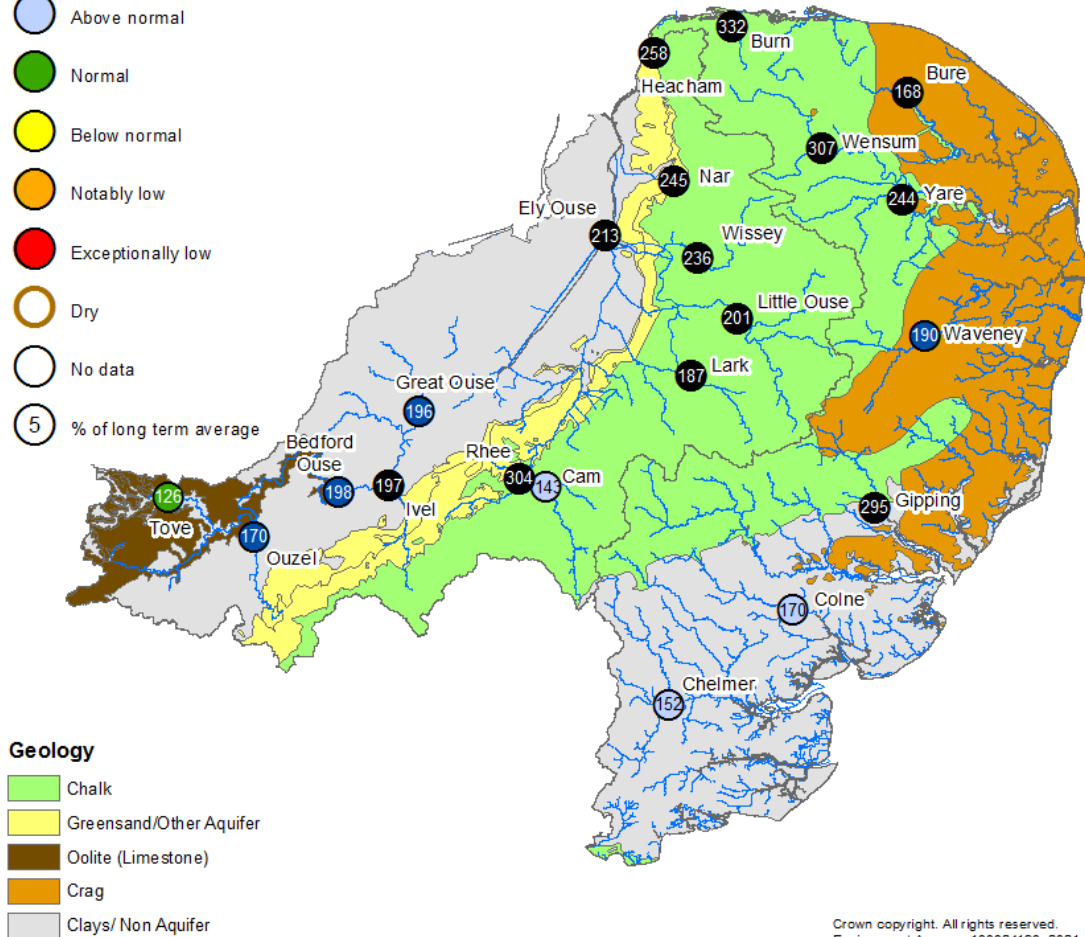 Above normal
Normal
Below normal
Notably low
Exceptionally low
Dry
No data
5 % of long term average
332
Burn
258
Heacham
Bure
168
307 Wensum
245 Nar
244 Yare
Ely Ouse
213
Wissey
236
Little Ouse
201
190 Waveney
Lark
187
Great Ouse
196
Bedford
Ouse
198
Rhee
304
143
Cam
197
Ivel
126
Tove
170
Ouzel
295
Gipping
170
Colne
Chelmer
152
Geology
Chalk
Greensand/Other Aquifer
Oolite (Limestone)
Crag
Clays/ Non Aquifer
Crown copyright. All rights reserved.